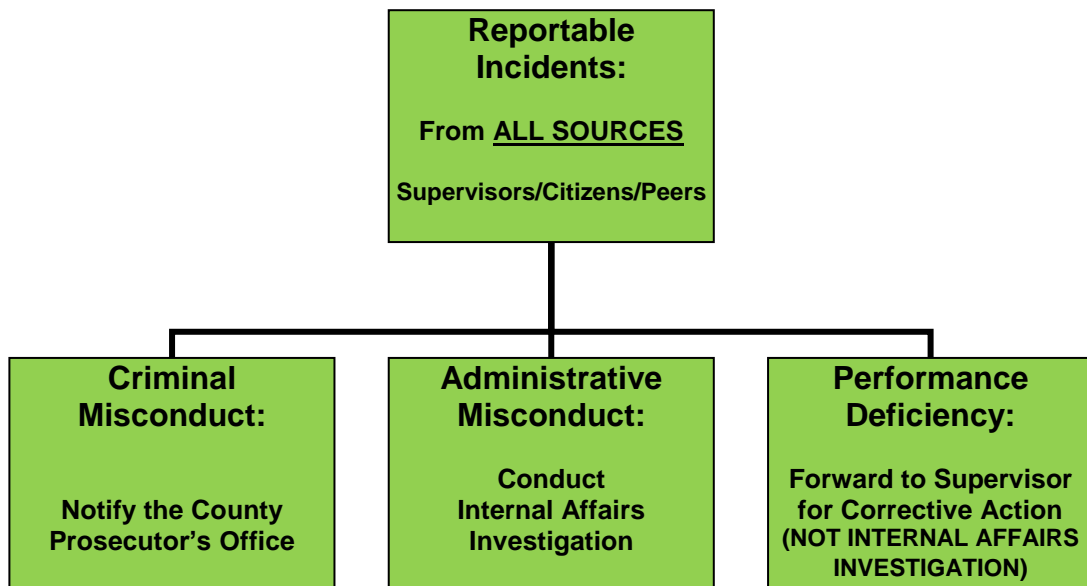 Reportable
Incidents:
From ALL SOURCES
Supervisors/Citizens/Peers
Criminal
Misconduct:
Notify the County
Prosecutor’s Office
Administrative
Misconduct:
Conduct
Internal Affairs
Investigation
Performance
Deficiency:
Forward to Supervisor
for Corrective Action
(NOT INTERNAL AFFAIRS
INVESTIGATION)